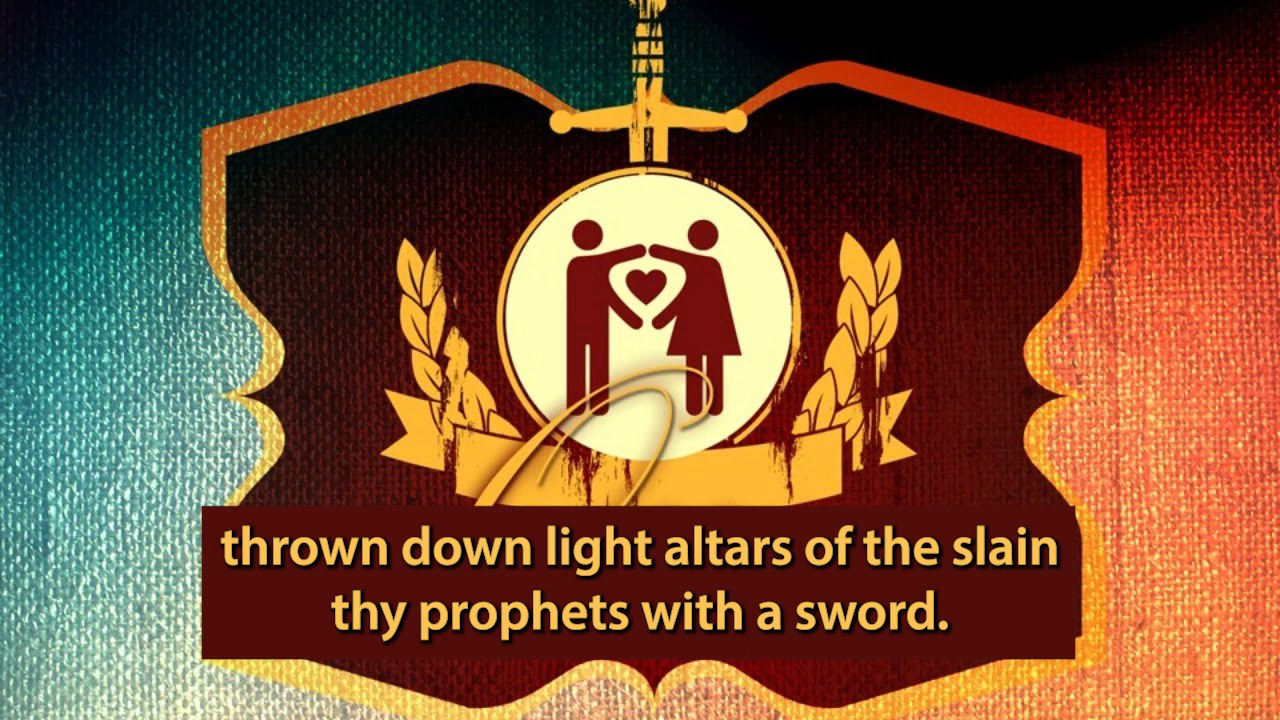 thrown down light altars of the slain
thy prophets with a sword.